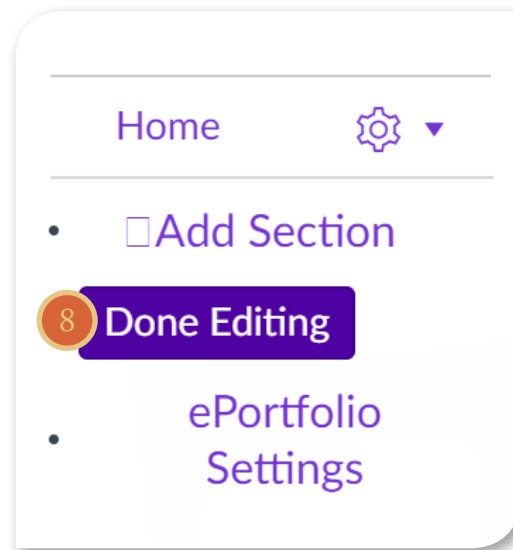 Home
Add Section
8 Done Editing
ePortfolio
Settings